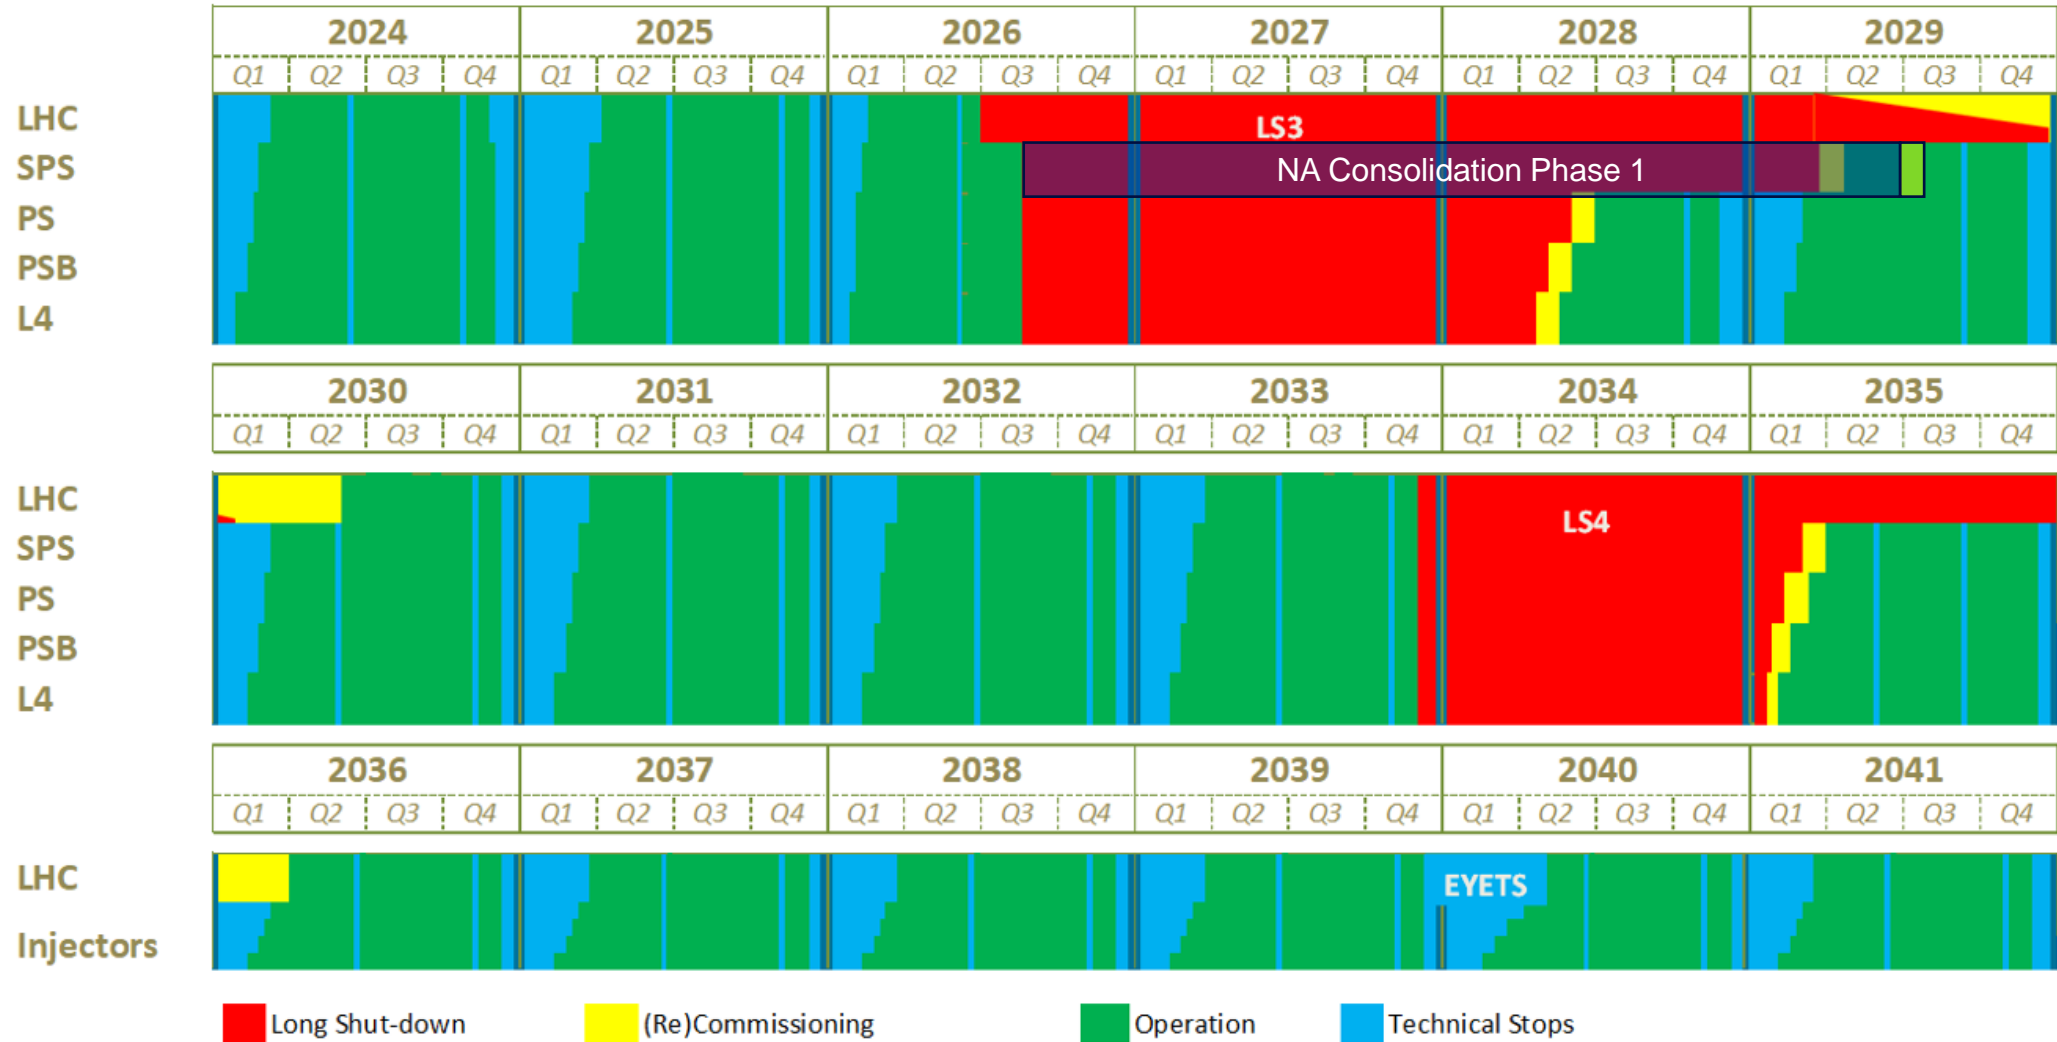 2024 2025 2026 2027 2028 2029
Q1 Q2 Q3 Q4 Q1 Q2 Q3 Q4 Q1 Q2 Q3 Q4 Q1 Q2 Q3 Q4 Q1 Q2 Q3 Q4 Q1 Q2 Q3 Q4
LHC LS3
SPS NA Consolidation Phase 1
PS
PSB
L4
2030 2031 2032 2033 2034 2035
Q1 Q2 Q3 Q4 Q1 Q2 Q3 Q4 Q1 Q2 Q3 Q4 Q1 Q2 Q3 Q4 Q1 Q2 Q3 Q4 Q1 Q2 Q3 Q4
LHC LS4
SPS
PS
PSB
L4
2036 2037 2038 2039 2040 2041
Q1 Q2 Q3 Q4 Q1 Q2 Q3 Q4 Q1 Q2 Q3 Q4 Q1 Q2 Q3 Q4 Q1 Q2 Q3 Q4 Q1 Q2 Q3 Q4
LHC EYETS
Injectors
Long Shut-down (Re)Commissioning Operation Technical Stops